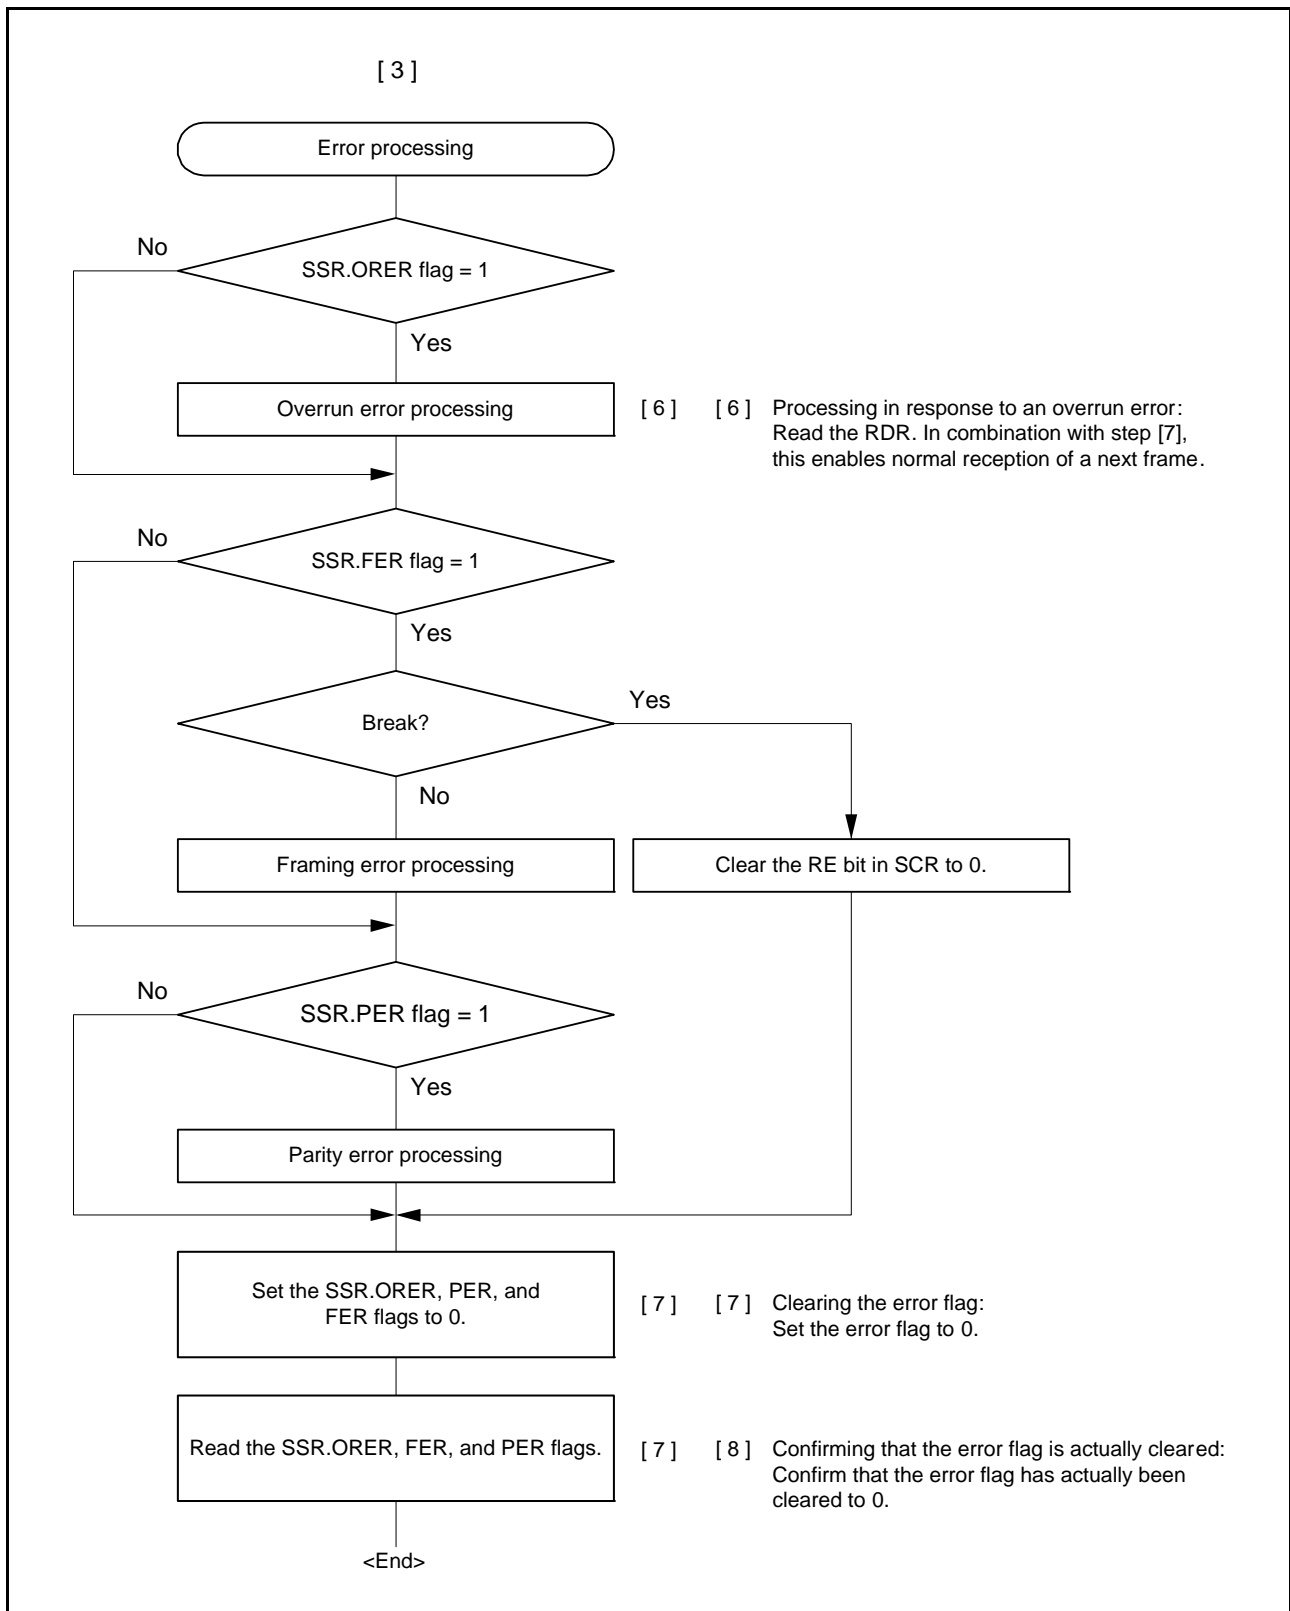 [ 3 ]
Error processing
No
SSR.ORER flag = 1
Yes
Overrun error processing
[ 6 ]
[ 6 ] Processing in response to an overrun error:
Read the RDR. In combination with step [7],
this enables normal reception of a next frame.
No
SSR.FER flag = 1
Yes
Break?
Yes
No
Framing error processing
Clear the RE bit in SCR to 0.
No
SSR.PER flag = 1
Yes
Parity error processing
Set the SSR.ORER, PER, and
FER flags to 0.
[ 7 ]
[ 7 ] Clearing the error flag:
Set the error flag to 0.
Read the SSR.ORER, FER, and PER flags.
[ 7 ]
[ 8 ] Confirming that the error flag is actually cleared:
Confirm that the error flag has actually been
cleared to 0.
<End>